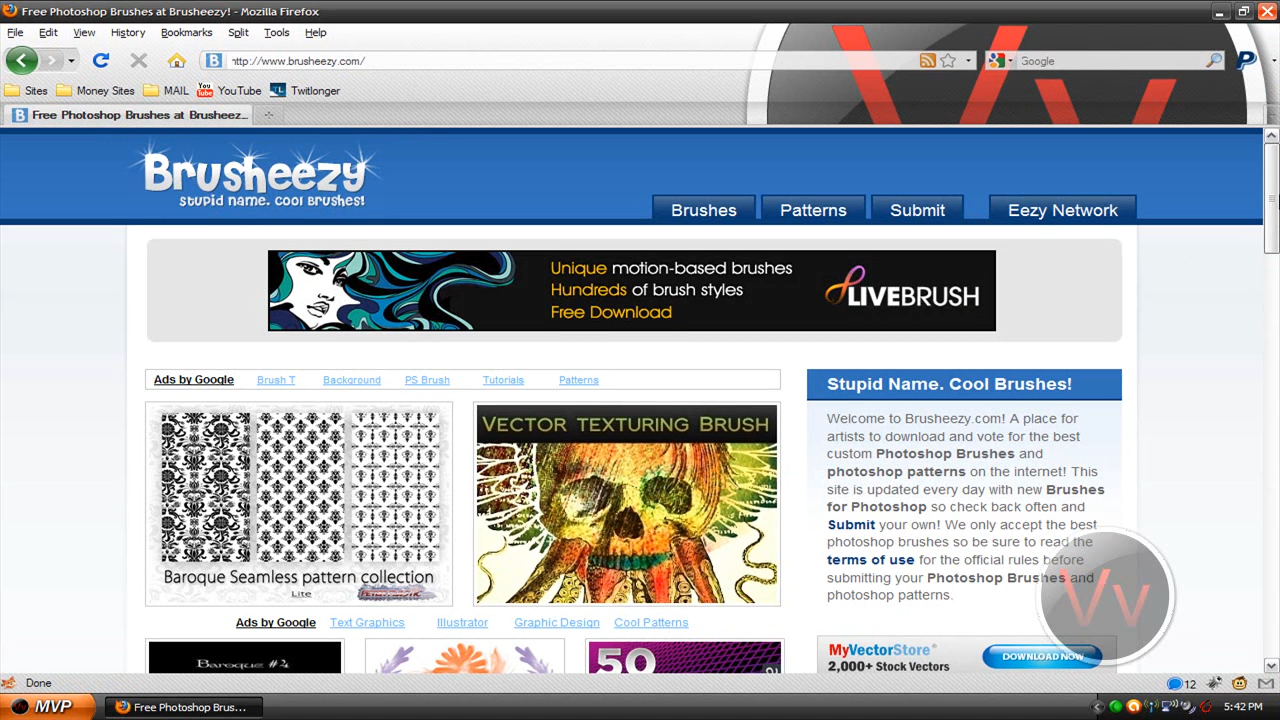 Free Photoshop Brushes at Brusheezy! - Mozilla Firefox
File Edit View History Bookmarks Split Tools Help
http://www.brusheezy.com/
Google
Sites Money Sites MAIL YouTube Twitlonger
Free Photoshop Brushes at Brusheez...
Brusheezy
stupid name. cool brushes!
Brushes Patterns Submit Eezy Network
Unique motion-based brushes
Hundreds of brush styles
Free Download
LIVEBRUSH
Ads by Google Brush T Background PS Brush Tutorials Patterns
Baroque Seamless pattern collection
Lite
Vector texturing Brush
Stupid Name. Cool Brushes!
Welcome to Brusheezy.com! A place for
artists to download and vote for the best
custom Photoshop Brushes and
photoshop patterns on the internet! This
site is updated every day with new Brushes
for Photoshop so check back often and
Submit your own! We only accept the best
photoshop brushes so be sure to read the
terms of use for the official rules before
submitting your Photoshop Brushes and
photoshop patterns.
Ads by Google Text Graphics Illustrator Graphic Design Cool Patterns
Baroque #4
50
MyVectorStore
2,000+ Stock Vectors
DOWNLOAD NOW
Done
12
MVP
Free Photoshop Brus...
5:42 PM